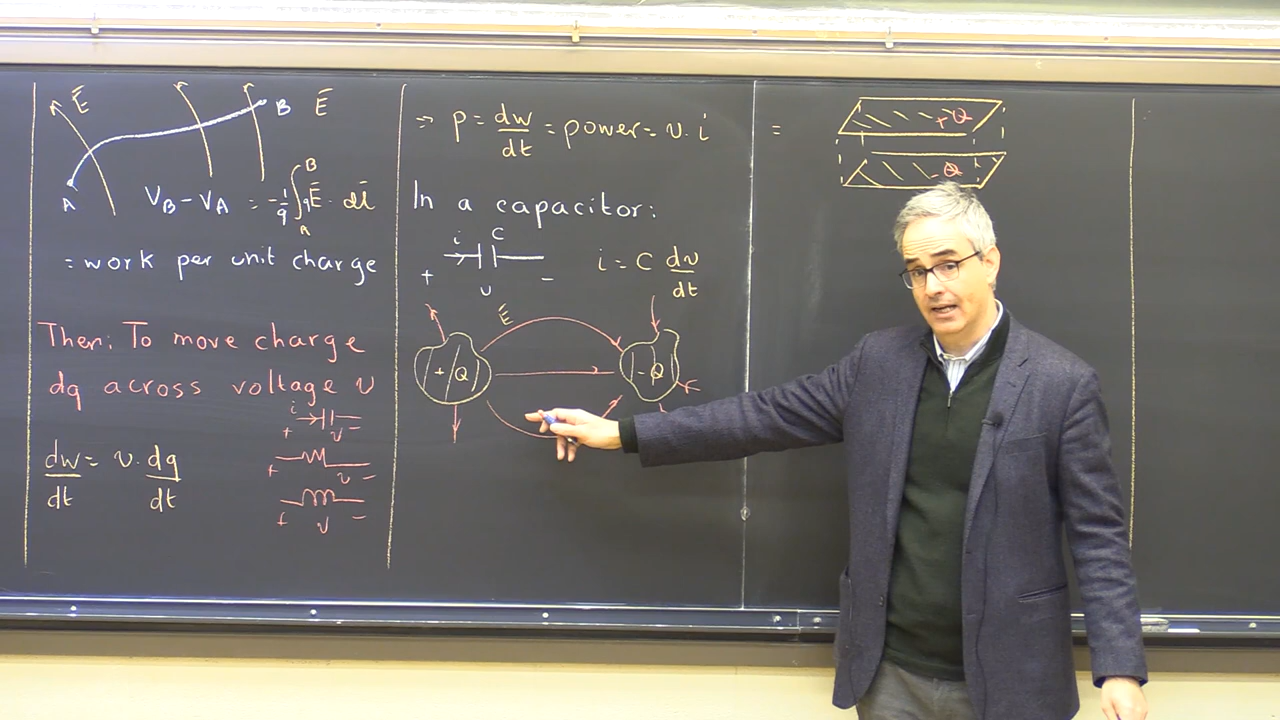 Ē
B Ē
A
V_B - V_A = -1/q ∫_A^B qĒ · dl̄
= work per unit charge
Then: To move charge
dq across voltage v
i
+ v -
+ v -
+ v -
dw/dt = v. dq/dt
⇒ p = dw/dt = power = v. i
In a capacitor:
i C
+ v -
i = C dv/dt
Ē
+ Q
- Q
=
+Q
-Q